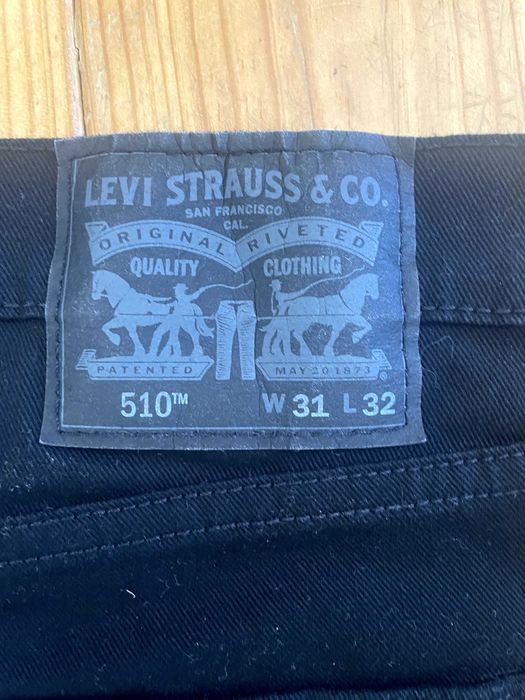 LEVI STRAUSS & CO.
SAN FRANCISCO
CAL.
ORIGINAL RIVETED
QUALITY CLOTHING
PATENTED MAY 20 1873 ®
510™ W 31 L 32